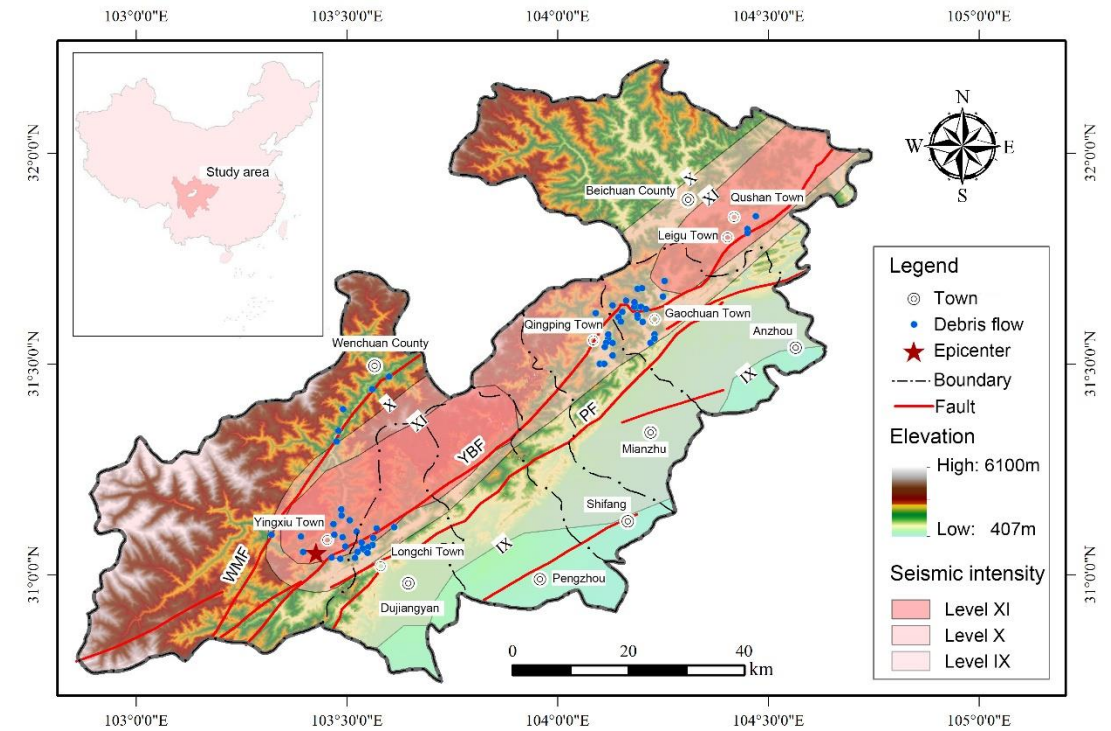 103°0'0"E 103°30'0"E 104°0'0"E 104°30'0"E 105°0'0"E
Study area
N
W E
S
32°0'0"N
32°0'0"N
X
XI
Beichuan County
Qushan Town
Leigu Town
Legend
Town
Debris flow
Epicenter
Boundary
Fault
Elevation
High: 6100m
Low: 407m
Seismic intensity
Level XI
Level X
Level IX
Qingping Town
Gaochuan Town
Anzhou
Wenchuan County
31°30'0"N
31°30'0"N
IX
X
XI
PF
YBF
Mianzhu
Shifang
Yingxiu Town
IX
Longchi Town
WMF
Dujiangyan
Pengzhou
31°0'0"N
31°0'0"N
0 20 40
km
103°0'0"E 103°30'0"E 104°0'0"E 104°30'0"E 105°0'0"E